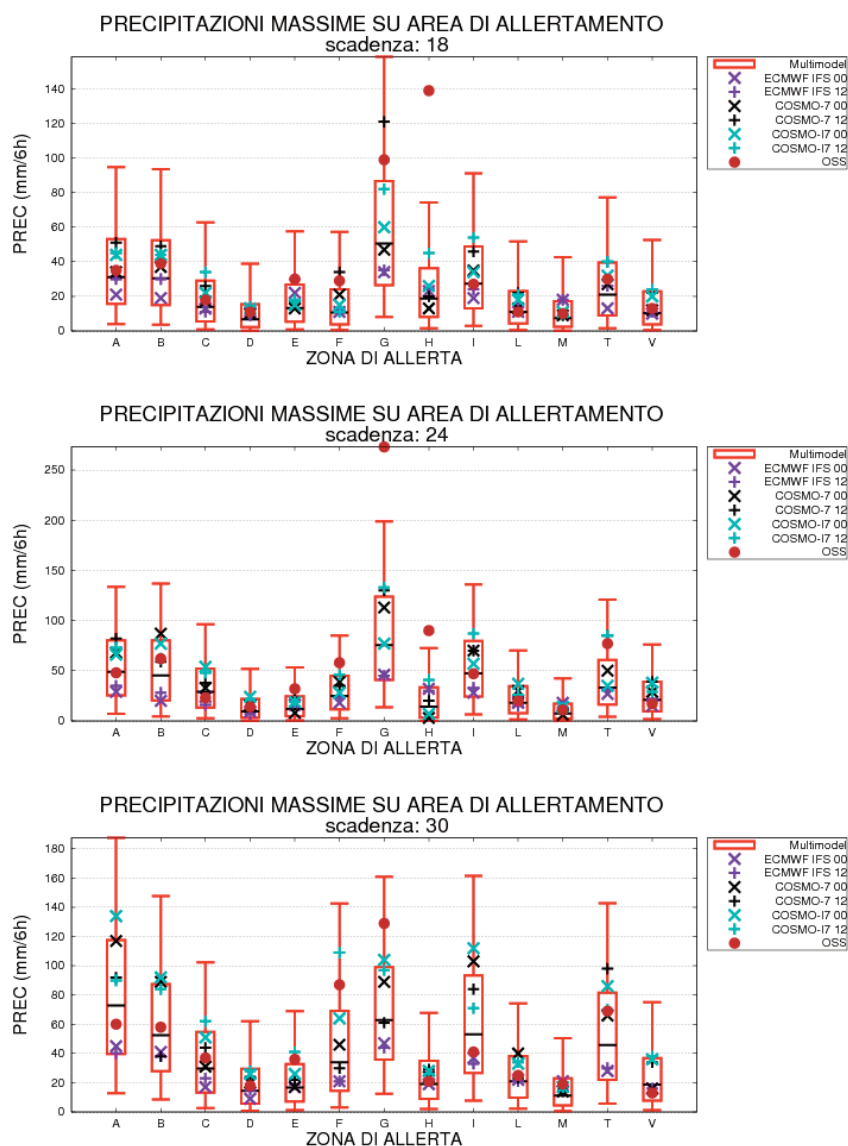 PRECIPITAZIONI MASSIME SU AREA DI ALLERTAMENTO
scadenza: 18
PREC (mm/6h)
140
120
100
80
60
40
20
0
A B C D E F G H I L M T V
ZONA DI ALLERTA
Multimodel
ECMWF IFS 00
ECMWF IFS 12
COSMO-7 00
COSMO-7 12
COSMO-I7 00
COSMO-I7 12
OSS
PRECIPITAZIONI MASSIME SU AREA DI ALLERTAMENTO
scadenza: 24
PREC (mm/6h)
250
200
150
100
50
0
A B C D E F G H I L M T V
ZONA DI ALLERTA
Multimodel
ECMWF IFS 00
ECMWF IFS 12
COSMO-7 00
COSMO-7 12
COSMO-I7 00
COSMO-I7 12
OSS
PRECIPITAZIONI MASSIME SU AREA DI ALLERTAMENTO
scadenza: 30
PREC (mm/6h)
180
160
140
120
100
80
60
40
20
0
A B C D E F G H I L M T V
ZONA DI ALLERTA
Multimodel
ECMWF IFS 00
ECMWF IFS 12
COSMO-7 00
COSMO-7 12
COSMO-I7 00
COSMO-I7 12
OSS